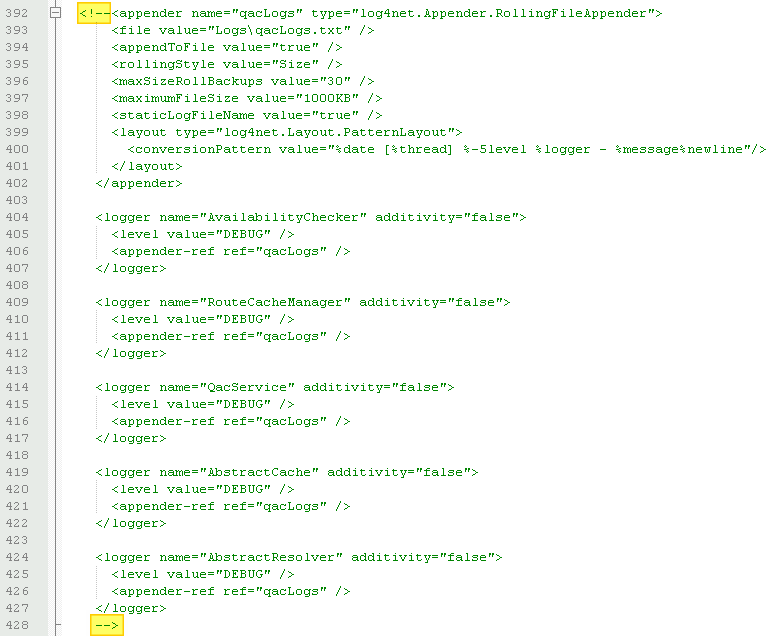 392 <!--<appender name="qacLogs" type="log4net.Appender.RollingFileAppender">
393 <file value="Logs\qacLogs.txt" />
394 <appendToFile value="true" />
395 <rollingStyle value="Size" />
396 <maxSizeRollBackups value="30" />
397 <maximumFileSize value="1000KB" />
398 <staticLogFileName value="true" />
399 <layout type="log4net.Layout.PatternLayout">
400 <conversionPattern value="%date [%thread] %-5level %logger - %message%newline"/>
401 </layout>
402 </appender>
403
404 <logger name="AvailabilityChecker" additivity="false">
405 <level value="DEBUG" />
406 <appender-ref ref="qacLogs" />
407 </logger>
408
409 <logger name="RouteCacheManager" additivity="false">
410 <level value="DEBUG" />
411 <appender-ref ref="qacLogs" />
412 </logger>
413
414 <logger name="QacService" additivity="false">
415 <level value="DEBUG" />
416 <appender-ref ref="qacLogs" />
417 </logger>
418
419 <logger name="AbstractCache" additivity="false">
420 <level value="DEBUG" />
421 <appender-ref ref="qacLogs" />
422 </logger>
423
424 <logger name="AbstractResolver" additivity="false">
425 <level value="DEBUG" />
426 <appender-ref ref="qacLogs" />
427 </logger>
428 -->